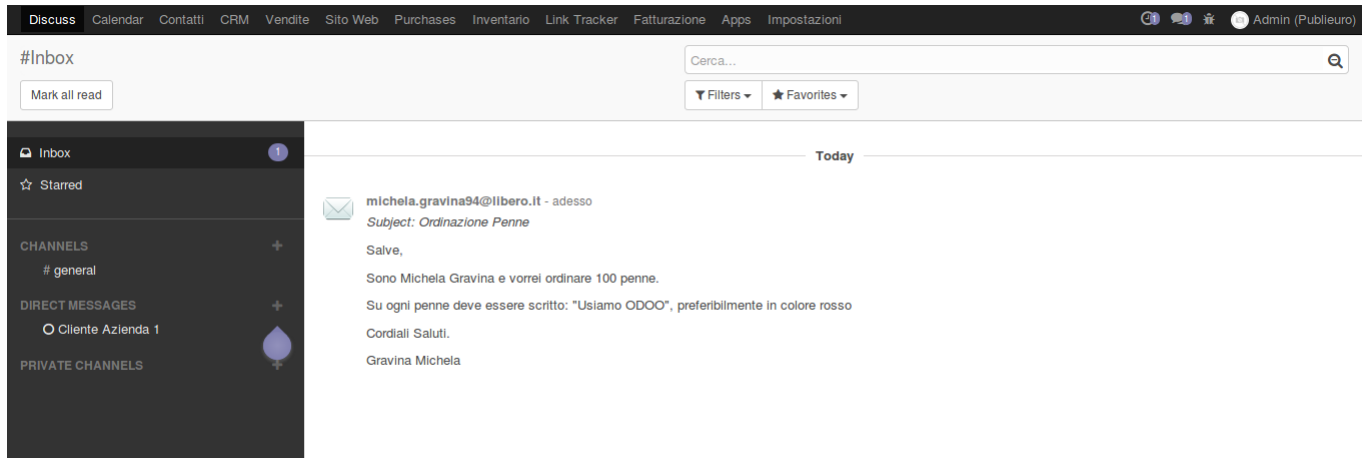 Discuss Calendar Contatti CRM Vendite Sito Web Purchases Inventario Link Tracker Fatturazione Apps Impostazioni 1 1 Admin (Publieuro)
#Inbox
Cerca...
Mark all read
Filters
Favorites
Inbox 1
Starred
CHANNELS +
# general
DIRECT MESSAGES +
Cliente Azienda 1
PRIVATE CHANNELS +
Today
michela.gravina94@libero.it - adesso
Subject: Ordinazione Penne
Salve,
Sono Michela Gravina e vorrei ordinare 100 penne.
Su ogni penne deve essere scritto: "Usiamo ODOO", preferibilmente in colore rosso
Cordiali Saluti.
Gravina Michela